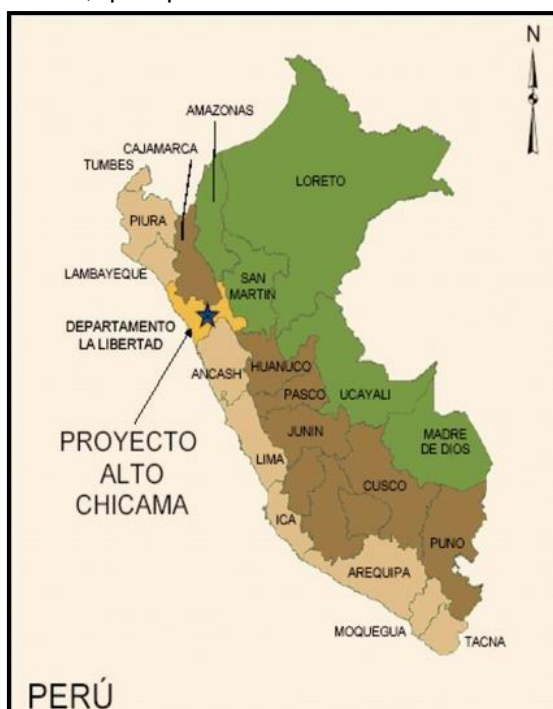 N
AMAZONAS
CAJAMARCA
TUMBES
LORETO
PIURA
LAMBAYEQUE
SAN
MARTIN
DEPARTAMENTO
LA LIBERTAD
HUANUCO
ANCASH
UCAYALI
PASCO
PROYECTO
ALTO
CHICAMA
JUNIN
MADRE
DE DIOS
LIMA
CUSCO
ICA
PUNO
AREQUIPA
MOQUEGUA
TACNA
PERÚ